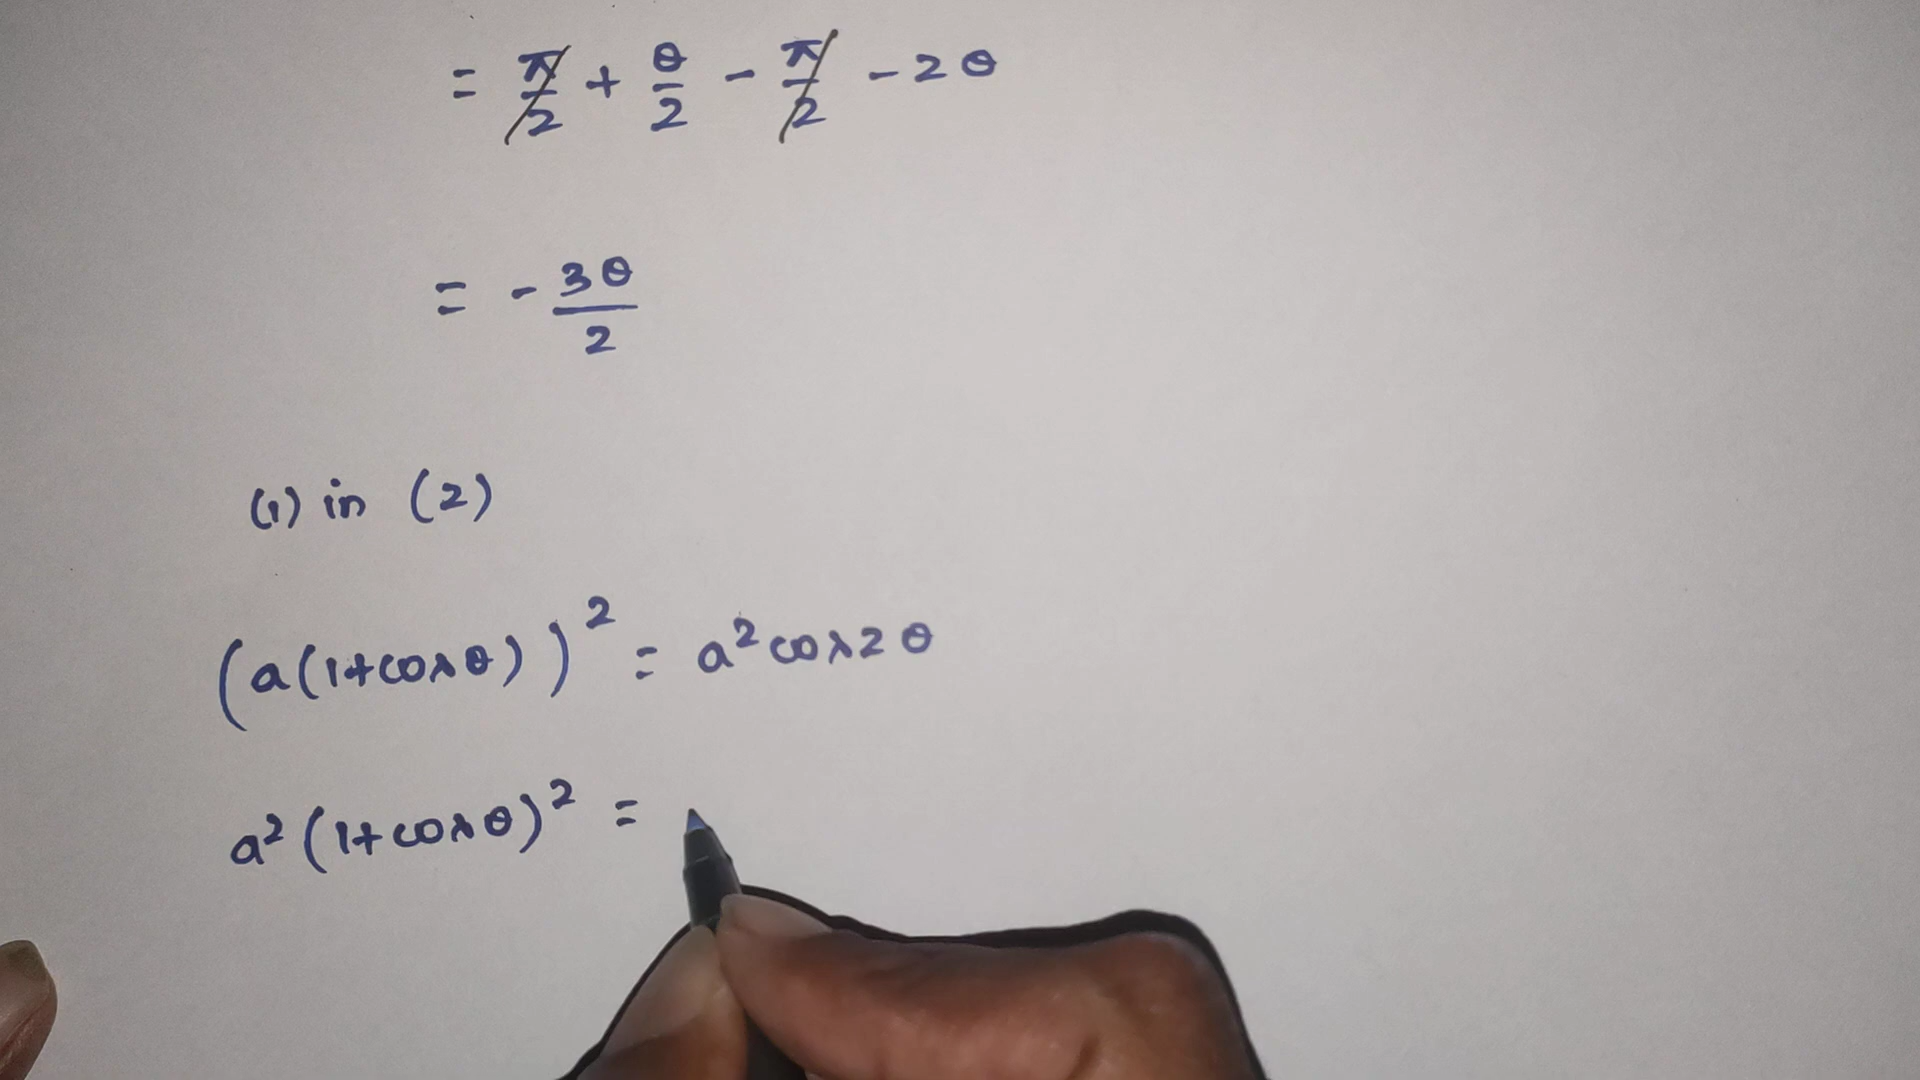 = π/2 + θ/2 - π/2 - 2θ
= - 3θ/2
(1) in (2)
(a(1+cosθ))² = a²cos2θ
a²(1+cosθ)² =